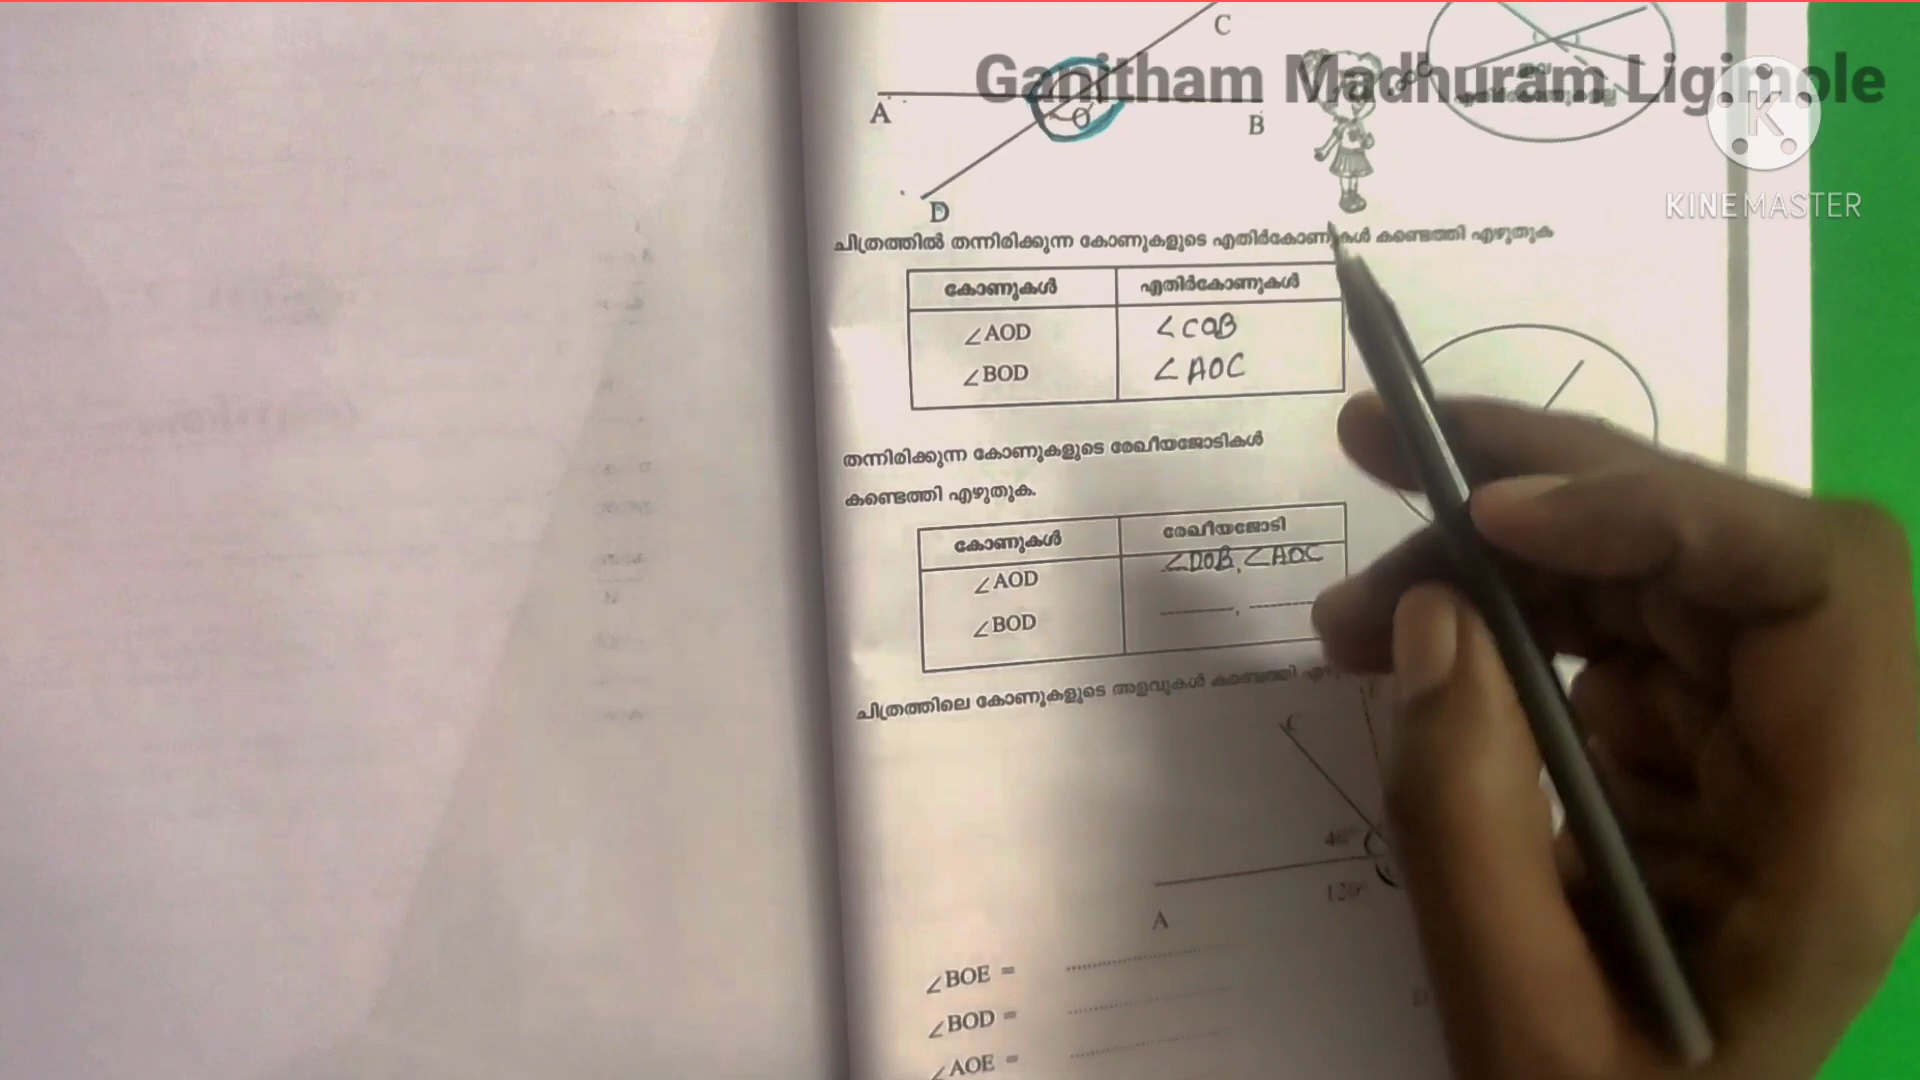 C
Ganitham Madhuram Ligimole
A
O
B
K
KINEMASTER
D
ചിത്രത്തിൽ തന്നിരിക്കുന്ന കോണുകളുടെ എതിർകോണുകൾ കണ്ടെത്തി എഴുതുക
കോണുകൾ എതിർകോണുകൾ
∠AOD ∠COB
∠BOD ∠AOC
തന്നിരിക്കുന്ന കോണുകളുടെ രേഖീയജോടികൾ
കണ്ടെത്തി എഴുതുക.
കോണുകൾ രേഖീയജോടി
∠AOD ∠DOB, ∠AOC
∠BOD ----------, ----------
ചിത്രത്തിലെ കോണുകളുടെ അളവുകൾ കണ്ടെത്തി
C
A
∠BOE = ....................
∠BOD = ....................
∠AOE = ....................